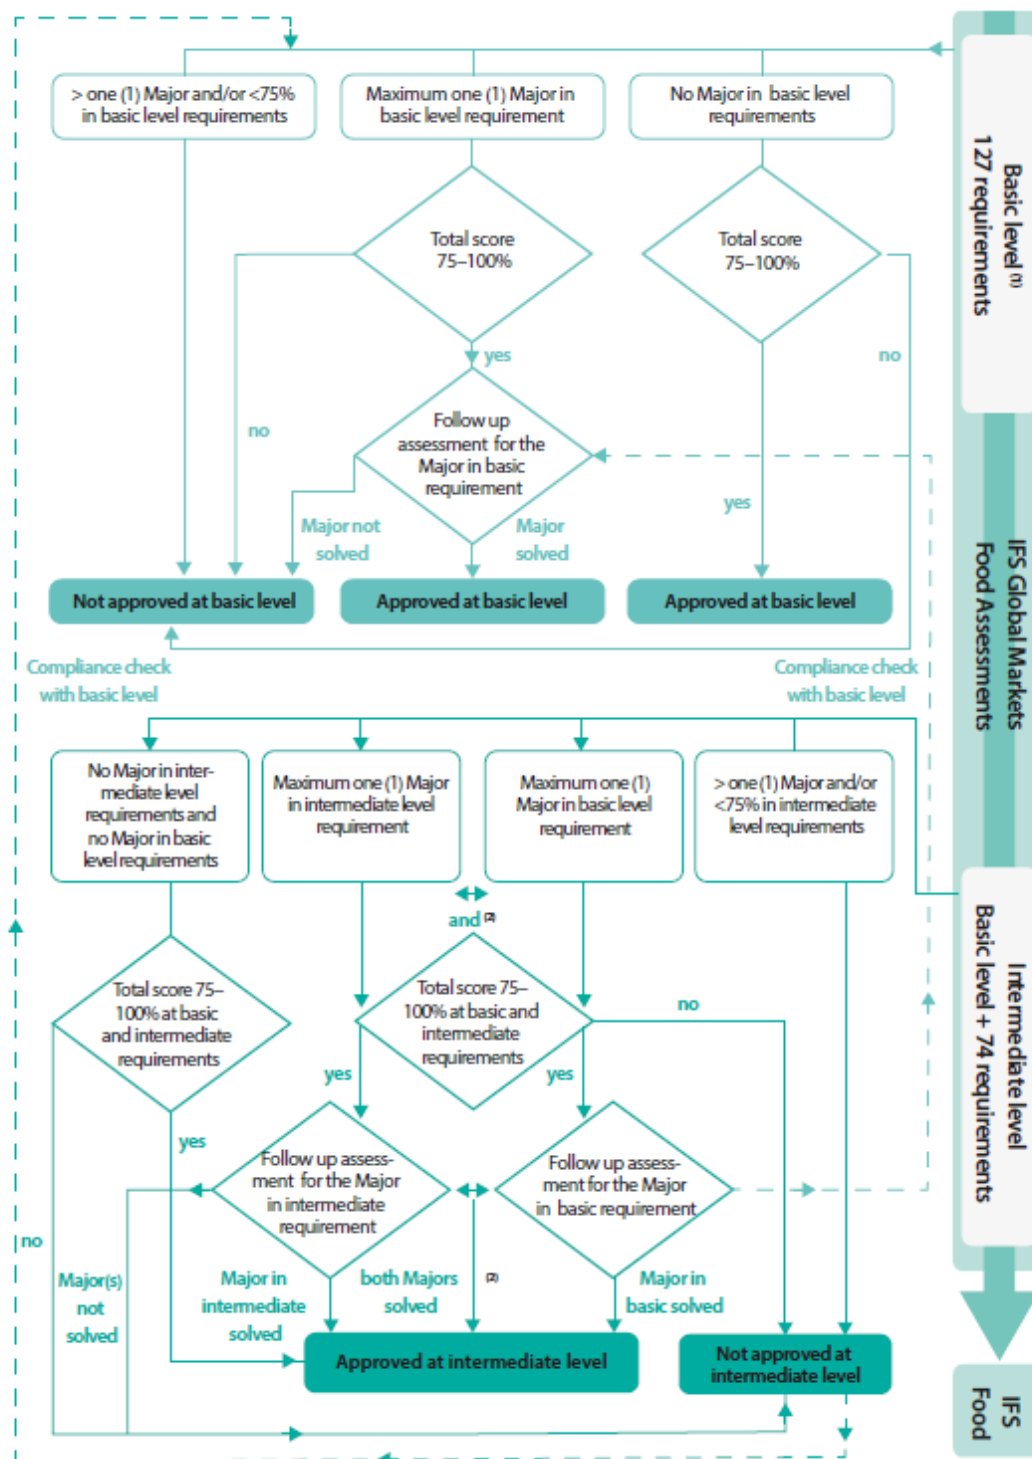 > one (1) Major and/or <75%
in basic level requirements
Maximum one (1) Major in
basic level requirement
No Major in basic level
requirements
Total score
75–100%
Total score
75–100%
yes
no
no
Follow up
assessment for the
Major in basic
requirement
yes
Major not
solved
Major
solved
Not approved at basic level
Approved at basic level
Approved at basic level
Compliance check
with basic level
Compliance check
with basic level
No Major in inter-
mediate level
requirements and
no Major in basic
level requirements
Maximum one (1) Major
in intermediate level
requirement
Maximum one (1)
Major in basic level
requirement
> one (1) Major and/or
<75% in intermediate
level requirements
and (2)
Total score 75–
100% at basic
and intermediate
requirements
Total score 75–
100% at basic and
intermediate
requirements
no
yes
yes
yes
Follow up assess-
ment for the Major
in intermediate
requirement
Follow up assess-
ment for the Major
in basic requirement
no
Major(s)
not
solved
Major in
intermediate
solved
both Majors
solved
(2)
Major in
basic solved
Approved at intermediate level
Not approved at
intermediate level
Basic level (1)
127 requirements
IFS Global Markets
Food Assessments
Intermediate level
Basic level + 74 requirements
IFS
Food